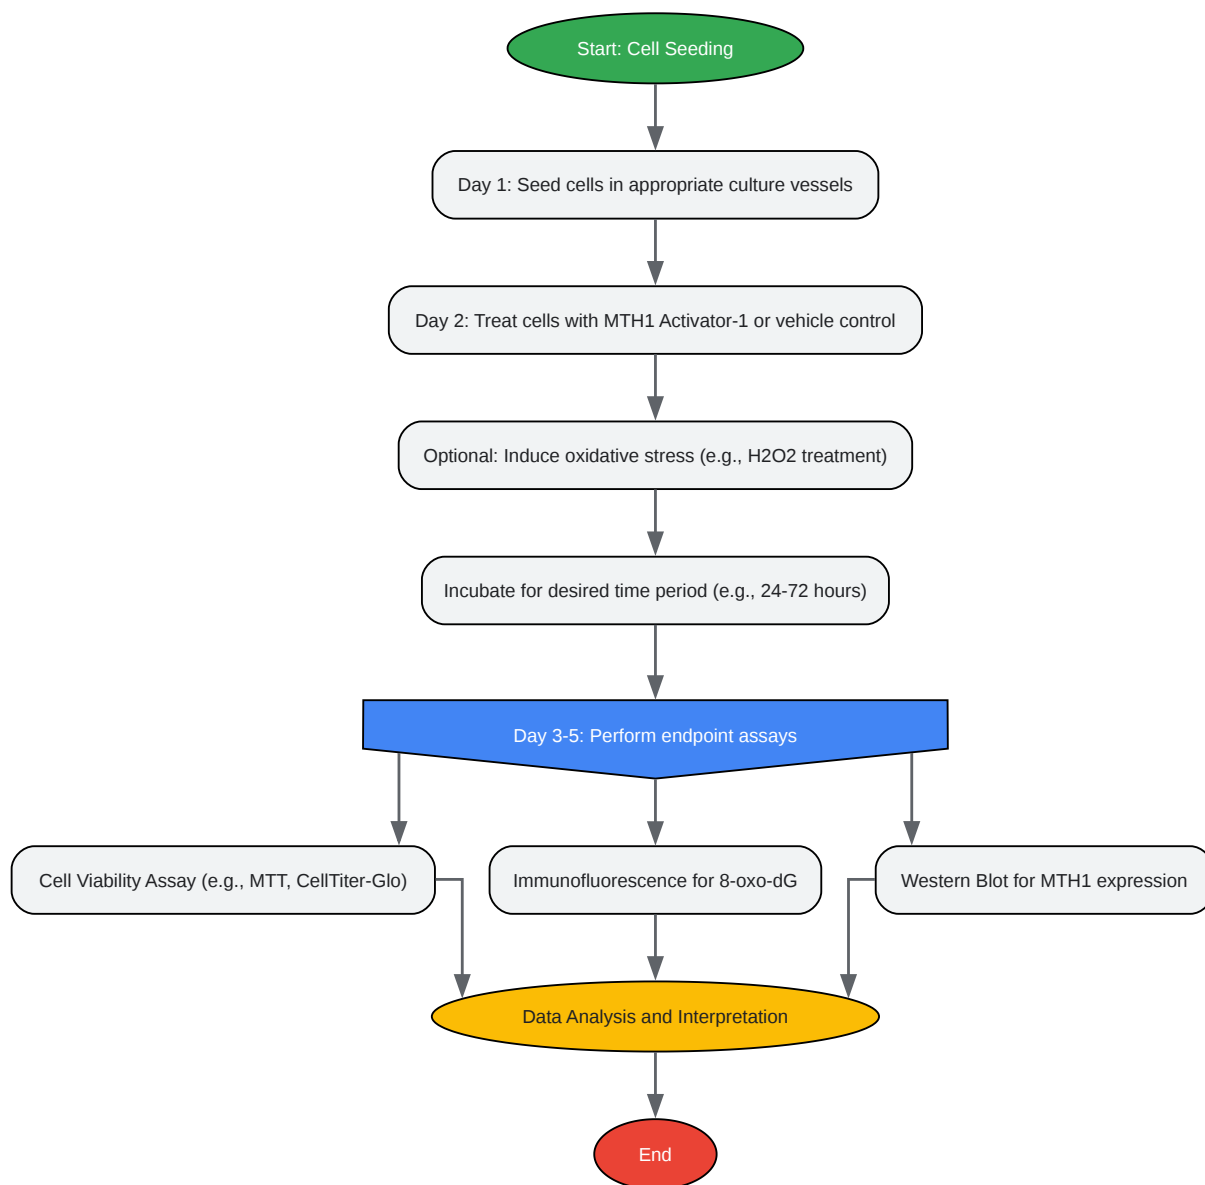 Start: Cell Seeding
Day 1: Seed cells in appropriate culture vessels
Day 2: Treat cells with MTH1 Activator-1 or vehicle control
Optional: Induce oxidative stress (e.g., H2O2 treatment)
Incubate for desired time period (e.g., 24-72 hours)
Day 3-5: Perform endpoint assays
Cell Viability Assay (e.g., MTT, CellTiter-Glo)
Immunofluorescence for 8-oxo-dG
Western Blot for MTH1 expression
Data Analysis and Interpretation
End